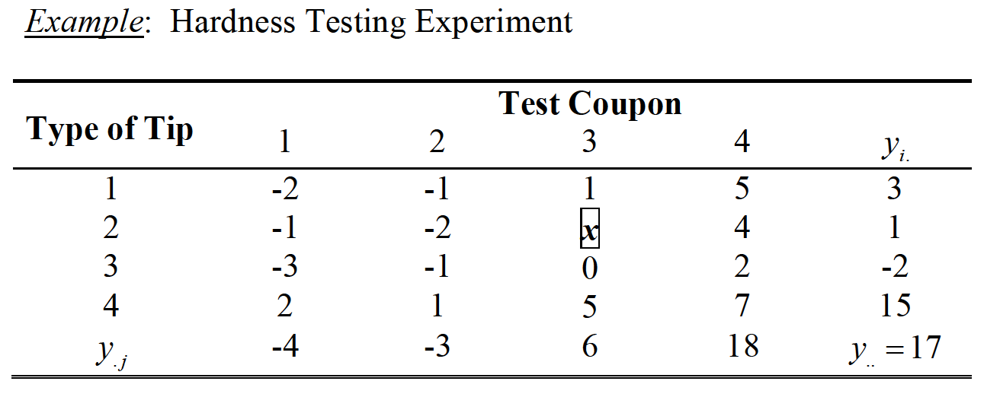 Example: Hardness Testing Experiment
Test Coupon
Type of Tip
1 2 3 4 y_i.
1 -2 -1 1 5 3
2 -1 -2 x 4 1
3 -3 -1 0 2 -2
4 2 1 5 7 15
y_.j -4 -3 6 18 y_.. = 17